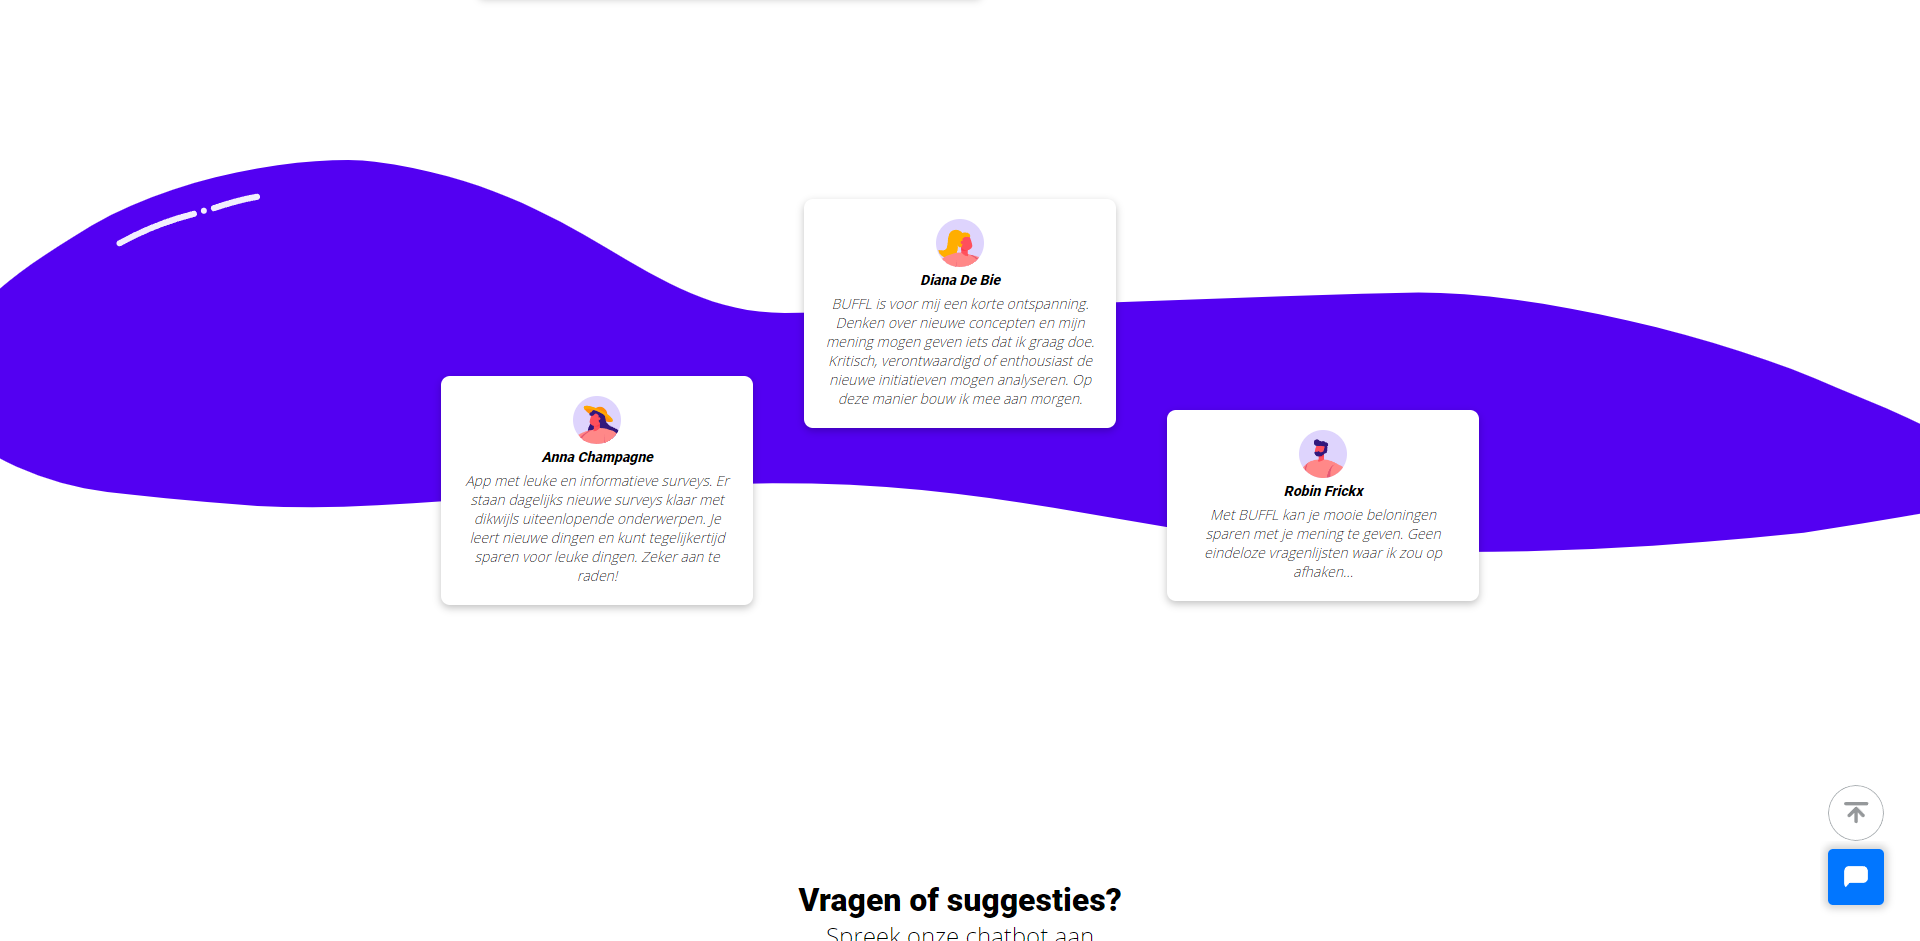 Diana De Bie
BUFFL is voor mij een korte ontspanning.
Denken over nieuwe concepten en mijn
mening mogen geven iets dat ik graag doe.
Kritisch, verontwaardigd of enthousiast de
nieuwe initiatieven mogen analyseren. Op
deze manier bouw ik mee aan morgen.
Anna Champagne
App met leuke en informatieve surveys. Er
staan dagelijks nieuwe surveys klaar met
dikwijls uiteenlopende onderwerpen. Je
leert nieuwe dingen en kunt tegelijkertijd
sparen voor leuke dingen. Zeker aan te
raden!
Robin Frickx
Met BUFFL kan je mooie beloningen
sparen met je mening te geven. Geen
eindeloze vragenlijsten waar ik zou op
afhaken...
Vragen of suggesties?
Spreek onze chatbot aan